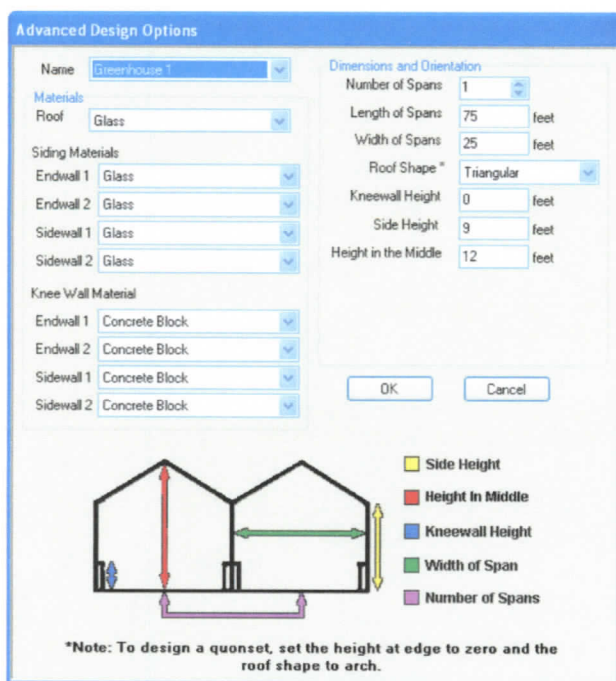 Advanced Design Options
Name Greenhouse 1
Materials
Roof Glass
Siding Materials
Endwall 1 Glass
Endwall 2 Glass
Sidewall 1 Glass
Sidewall 2 Glass
Knee Wall Material
Endwall 1 Concrete Block
Endwall 2 Concrete Block
Sidewall 1 Concrete Block
Sidewall 2 Concrete Block
Dimensions and Orientation
Number of Spans 1
Length of Spans 75 feet
Width of Spans 25 feet
Roof Shape * Triangular
Kneewall Height 0 feet
Side Height 9 feet
Height in the Middle 12 feet
OK Cancel
Side Height
Height In Middle
Kneewall Height
Width of Span
Number of Spans
*Note: To design a quonset, set the height at edge to zero and the
roof shape to arch.